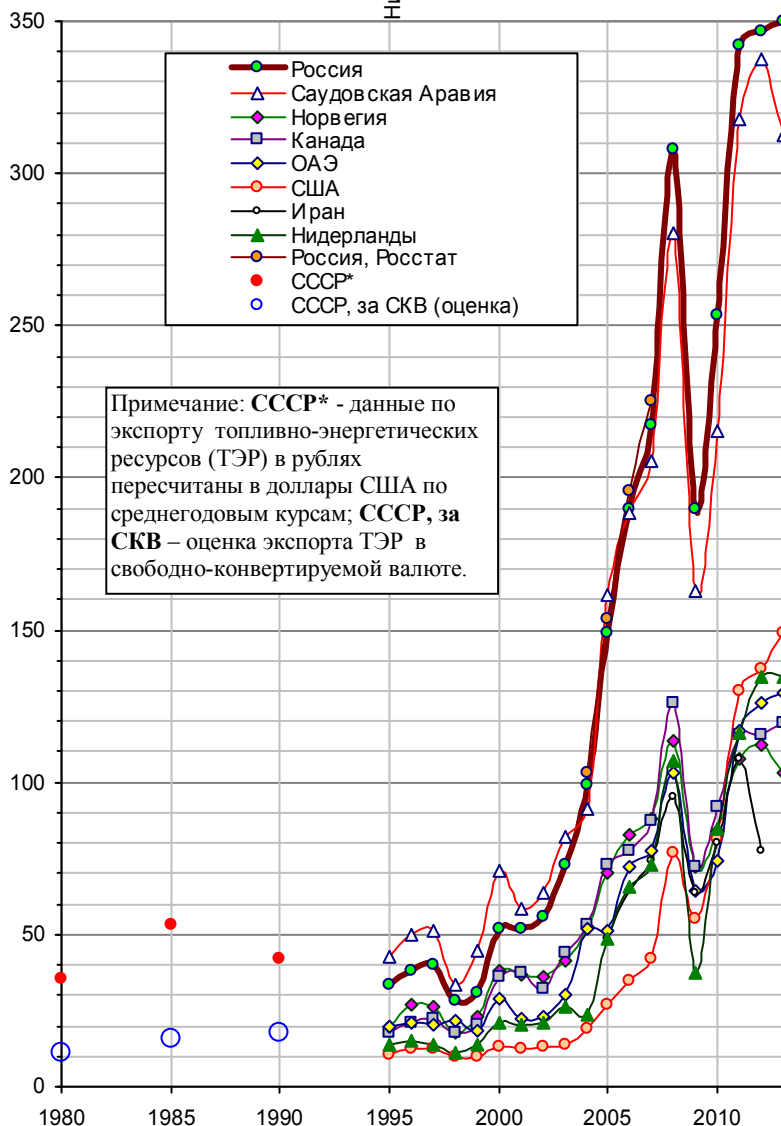 Ни
350
300
250
200
150
100
50
0
Россия
Саудовская Аравия
Норвегия
Канада
ОАЭ
США
Иран
Нидерланды
Россия, Росстат
СССР*
СССР, за СКВ (оценка)
Примечание: СССР* - данные по
экспорту топливно-энергетических
ресурсов (ТЭР) в рублях
пересчитаны в доллары США по
среднегодовым курсам; СССР, за
СКВ – оценка экспорта ТЭР в
свободно-конвертируемой валюте.
1980 1985 1990 1995 2000 2005 2010